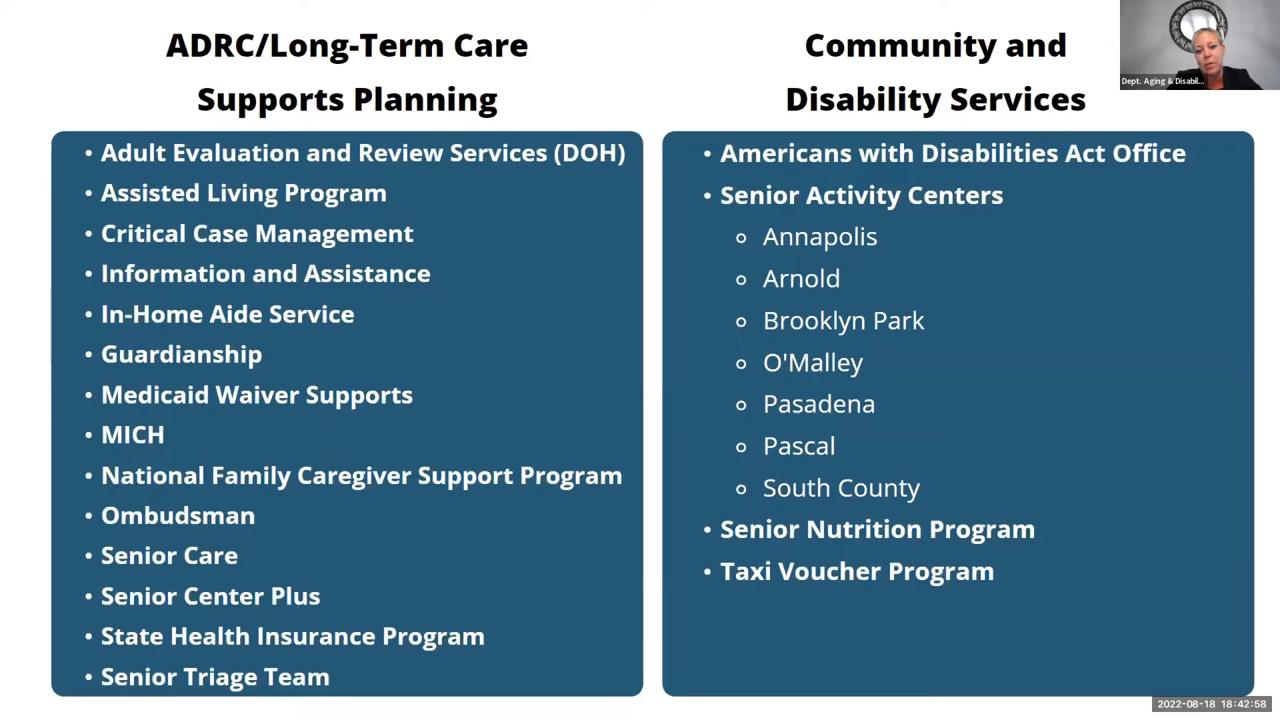 ADRC/Long-Term Care
Supports Planning
• Adult Evaluation and Review Services (DOH)
• Assisted Living Program
• Critical Case Management
• Information and Assistance
• In-Home Aide Service
• Guardianship
• Medicaid Waiver Supports
• MICH
• National Family Caregiver Support Program
• Ombudsman
• Senior Care
• Senior Center Plus
• State Health Insurance Program
• Senior Triage Team
Community and
Disability Services
• Americans with Disabilities Act Office
• Senior Activity Centers
○ Annapolis
○ Arnold
○ Brooklyn Park
○ O'Malley
○ Pasadena
○ Pascal
○ South County
• Senior Nutrition Program
• Taxi Voucher Program
Dept. Aging & Disabil...
2022-08-18 18:42:58